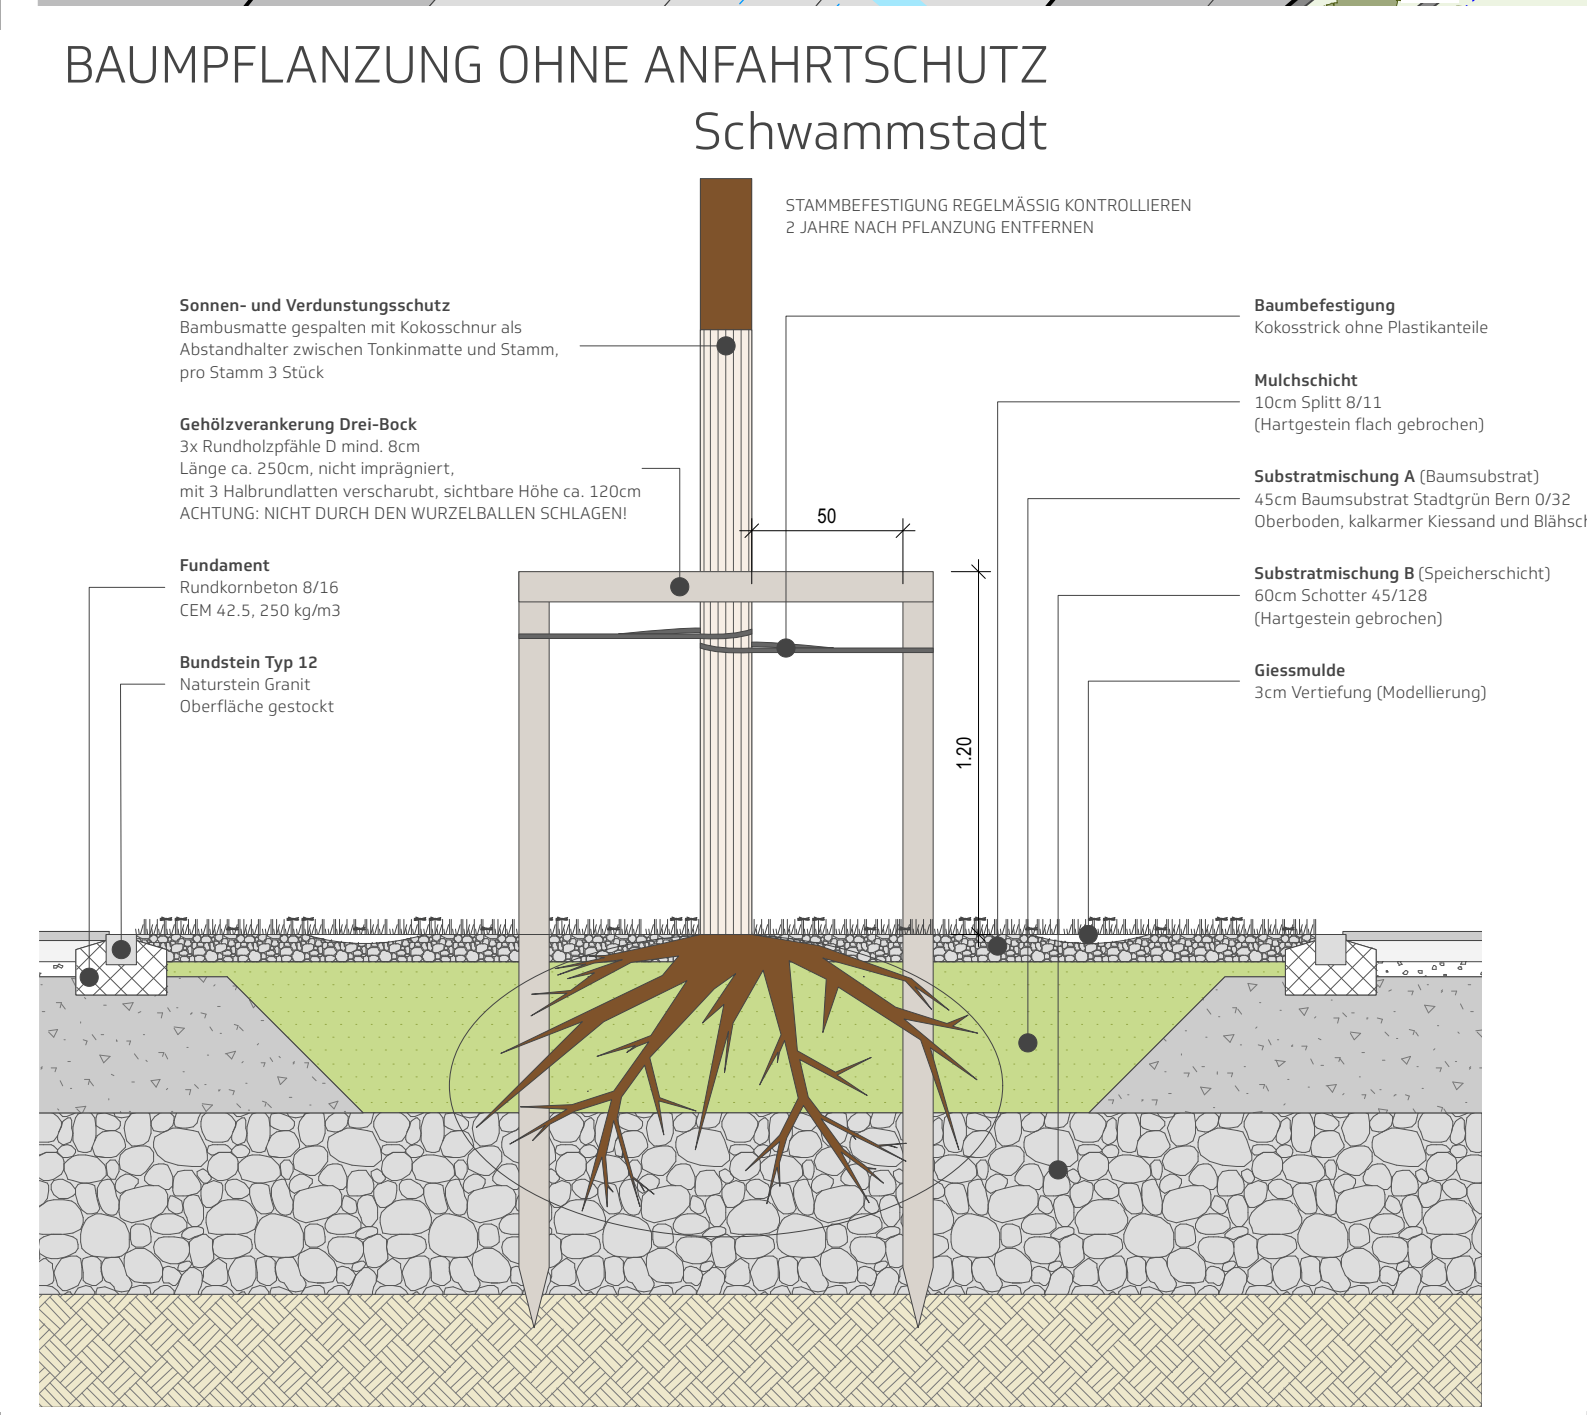 BAUMPFLANZUNG OHNE ANFAHRTSCHUTZ
Schwammstadt
STAMMBEFESTIGUNG REGELMÄSSIG KONTROLLIEREN
2 JAHRE NACH PFLANZUNG ENTFERNEN
Sonnen- und Verdunstungsschutz
Bambusmatte gespalten mit Kokosschnur als
Abstandhalter zwischen Tonkinmatte und Stamm,
pro Stamm 3 Stück
Gehölzverankerung Drei-Bock
3x Rundholzpfähle D mind. 8cm
Länge ca. 250cm, nicht imprägniert,
mit 3 Halbrundlatten verscharubt, sichtbare Höhe ca. 120cm
ACHTUNG: NICHT DURCH DEN WURZELBALLEN SCHLAGEN!
Fundament
Rundkornbeton 8/16
CEM 42.5, 250 kg/m3
Bundstein Typ 12
Naturstein Granit
Oberfläche gestockt
Baumbefestigung
Kokosstrick ohne Plastikanteile
Mulchschicht
10cm Splitt 8/11
(Hartgestein flach gebrochen)
Substratmischung A (Baumsubstrat)
45cm Baumsubstrat Stadtgrün Bern 0/32
Oberboden, kalkarmer Kiessand und
Substratmischung B (Speicherschicht)
60cm Schotter 45/128
(Hartgestein gebrochen)
Giessmulde
3cm Vertiefung (Modellierung)
50
1.20